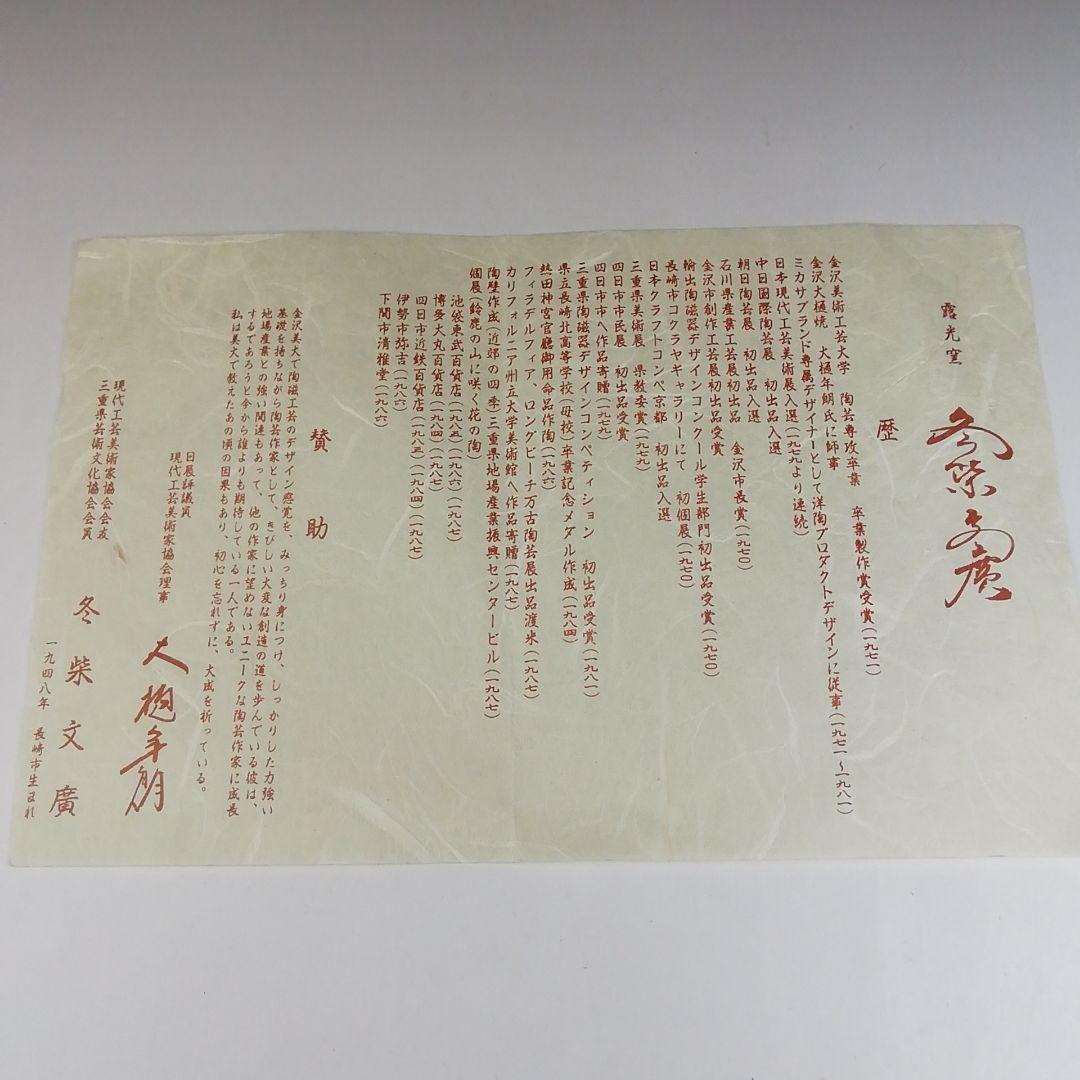 露光窯
冬柴文廣
歴
金沢美術工芸大学 陶芸専攻卒業 卒業製作賞受賞(一九七一)
金沢大樋焼 大樋年朗氏に師事
ミカサブランド専属デザイナーとして洋陶プロダクトデザインに従事(一九七一~一九八一)
日本現代工芸美術展入選(一九七九より連続)
中日国際陶芸展 初出品入選
朝日陶芸展 初出品入選
石川県産業工芸展初出品 金沢市長賞(一九七〇)
金沢市創作工芸展初出品受賞
輸出陶磁器デザインコンクール学生部門初出品受賞(一九七〇)
長崎市コクラヤギャラリーにて 初個展(一九七〇)
日本クラフトコンペ京都 初出品入選
三重県美術展 県教委賞(一九七九)
四日市市民展 初出品受賞
四日市市へ作品寄贈(一九七九)
三重県陶磁器デザインコンペティション 初出品受賞(一九八一)
県立長崎北高等学校(母校)卒業記念メダル作成(一九八四)
熱田神宮宮廳御用命品作陶(一九八六)
フィラデルフィア、ロングビーチ万古陶芸展出品渡米(一九八七)
カリフォルニア州立大学美術館へ作品寄贈(一九八七)
陶壁作成(近郊の四季)三重県地場産業振興センタービル(一九八七)
個展(鈴鹿の山に咲く花の陶)
池袋東武百貨店(一九八五)(一九八六)(一九八七)
博多大丸百貨店(一九八四)(一九八七)
四日市近鉄百貨店(一九八五)(一九八四)(一九八七)
伊勢市弥吉(一九八六)
下関市清雅堂(一九八六)
賛助
金沢美大で陶磁工芸のデザイン感覚を、みっちり身につけ、しっかりした力強い
基礎を持ちながら陶芸作家として、きびしい大変な創造の道を歩んでいる彼は、
地場産業との強い関連もあって、他の作家に望めないユニークな陶芸作家に成長
するであろうと今から誰よりも期待している一人である。
私は美大で教えたあの頃の因果もあり、初心を忘れずに、大成を祈っている。
日展評議員
現代工芸美術家協会理事
大樋年朗
現代工芸美術家協会会友
三重県芸術文化協会会員
冬柴文廣
一九四八年 長崎市生まれ